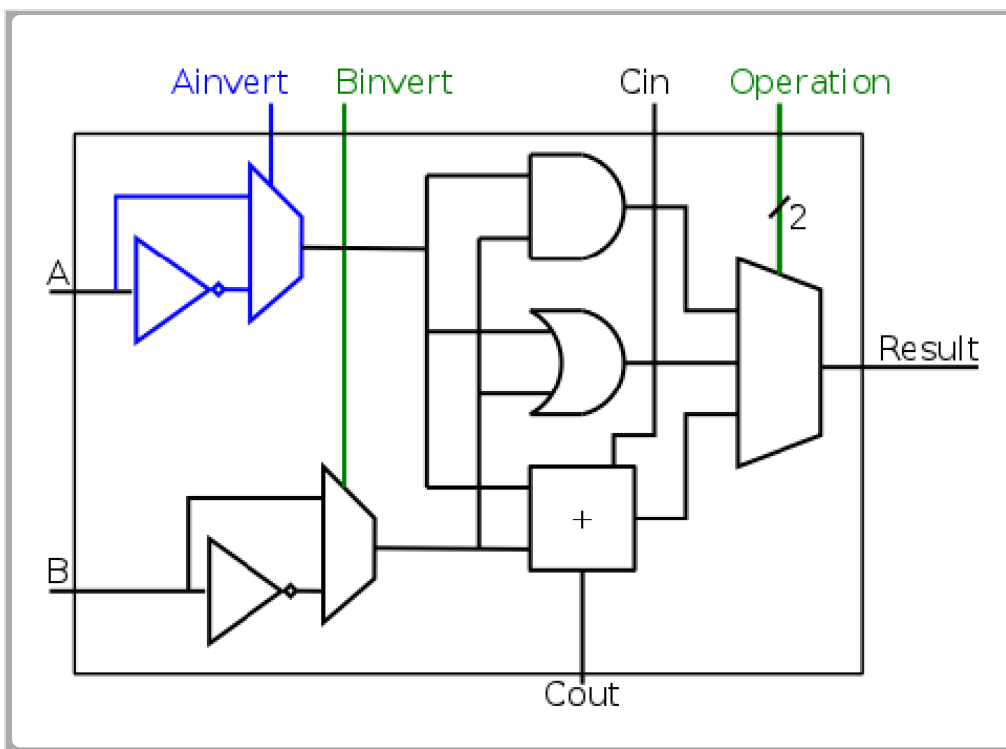 Ainvert
Binvert
Cin
Operation
2
A
Result
+
B
Cout